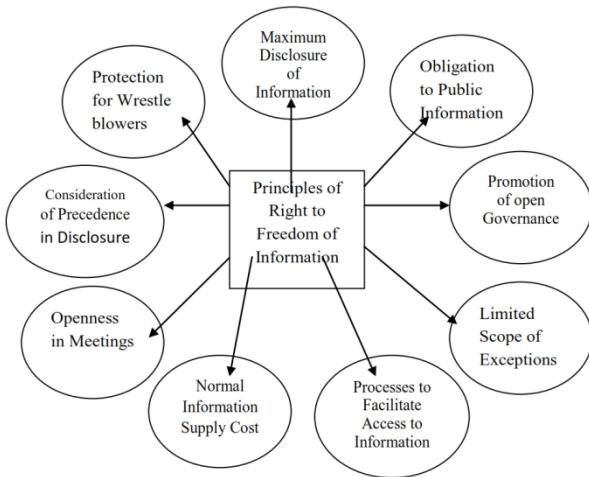 Maximum
Disclosure
of
Information
Obligation
to Public
Information
Promotion
of open
Governance
Limited
Scope of
Exceptions
Processes to
Facilitate
Access to
Information
Normal
Information
Supply Cost
Openness
in Meetings
Consideration
of Precedence
in Disclosure
Protection
for Wrestle
blowers
Principles of
Right to
Freedom of
Information